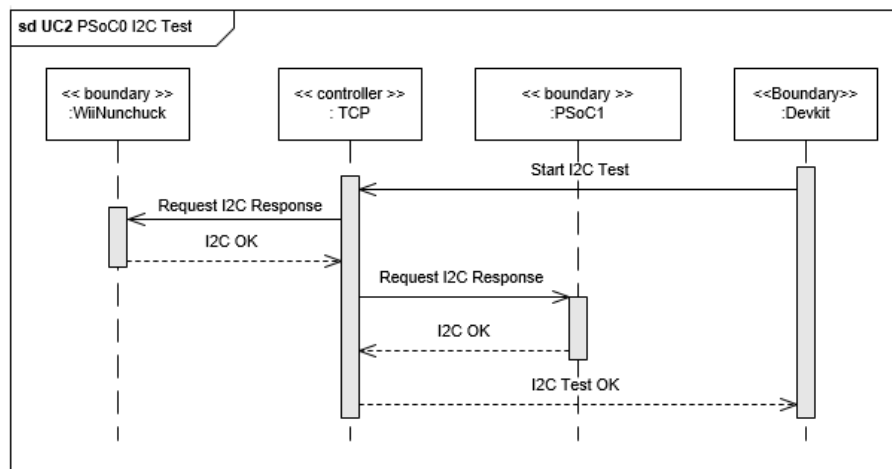 sd UC2 PSoC0 I2C Test
<< boundary >>
:WiiNunchuck
<< controller >>
: TCP
<< boundary >>
:PSoC1
<<Boundary>>
:Devkit
Start I2C Test
Request I2C Response
I2C OK
Request I2C Response
I2C OK
I2C Test OK